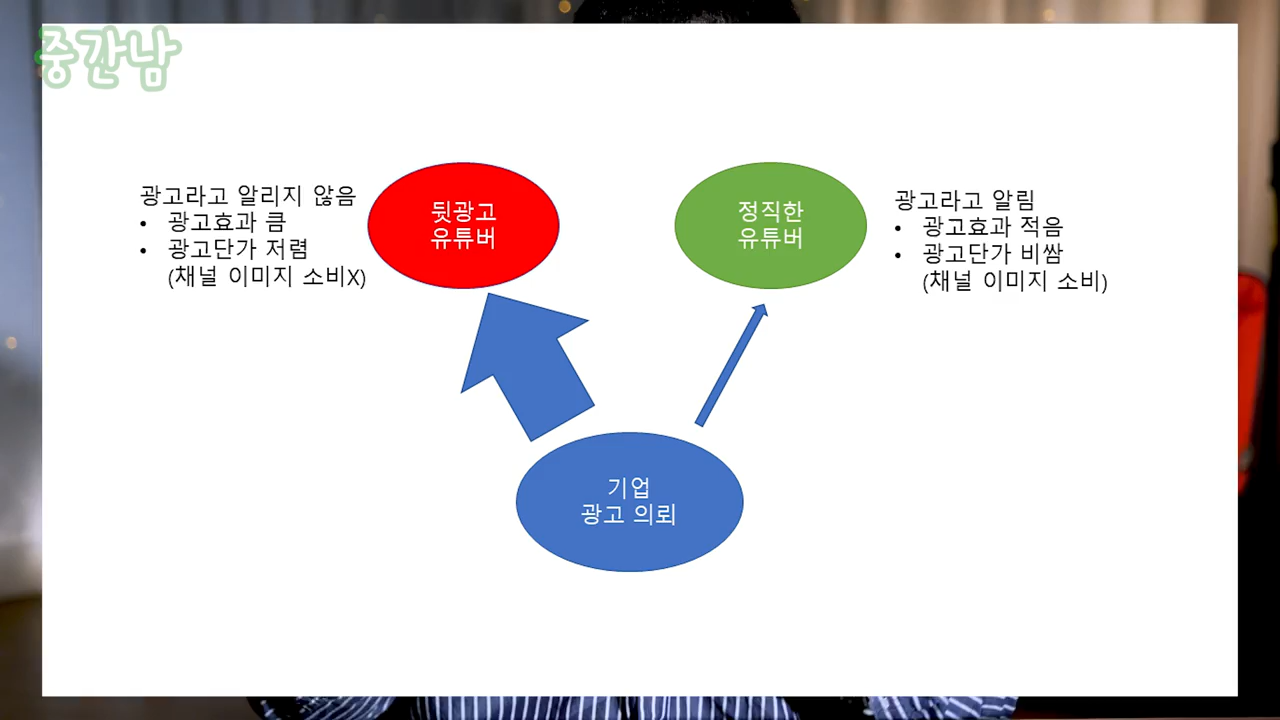 중간남
광고라고 알리지 않음
• 광고효과 큼
• 광고단가 저렴
(채널 이미지 소비X)
뒷광고
유튜버
정직한
유튜버
광고라고 알림
• 광고효과 적음
• 광고단가 비쌈
(채널 이미지 소비)
기업
광고 의뢰